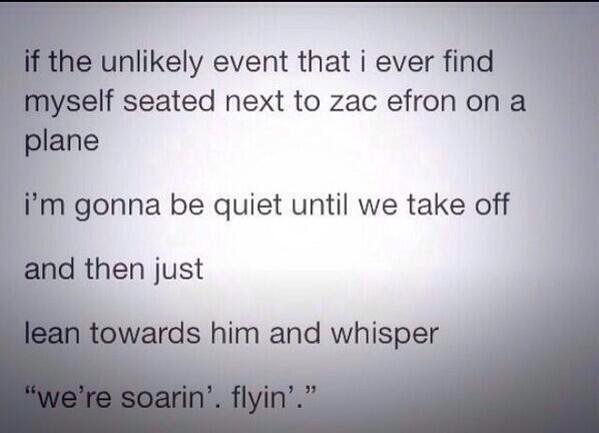 if the unlikely event that i ever find
myself seated next to zac efron on a
plane
i'm gonna be quiet until we take off
and then just
lean towards him and whisper
“we're soarin'. flyin'.”